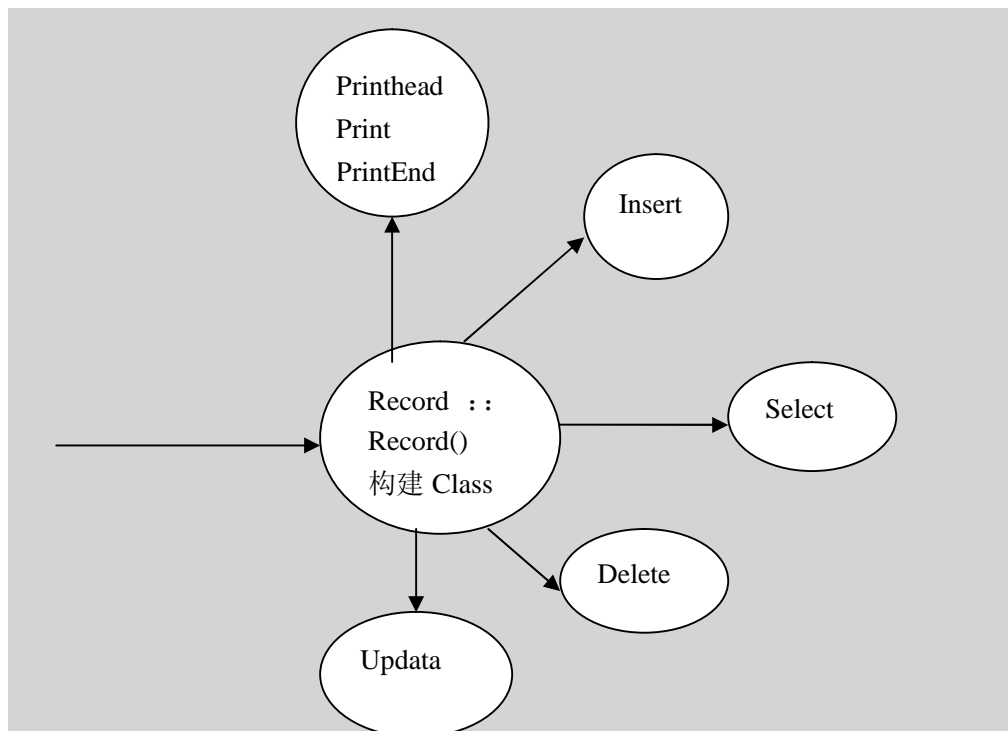 Printhead
Print
PrintEnd
Insert
Record ：：
Record()
构建 Class
Select
Delete
Updata